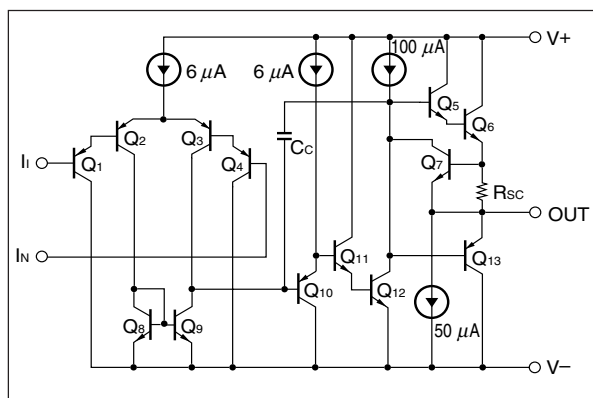 V+
6 μA
6 μA
100 μA
Q5
Q6
Q2
Q3
CC
II
Q1
Q4
Q7
RSC
OUT
IN
Q11
Q13
Q10
Q12
Q8
Q9
50 μA
V−